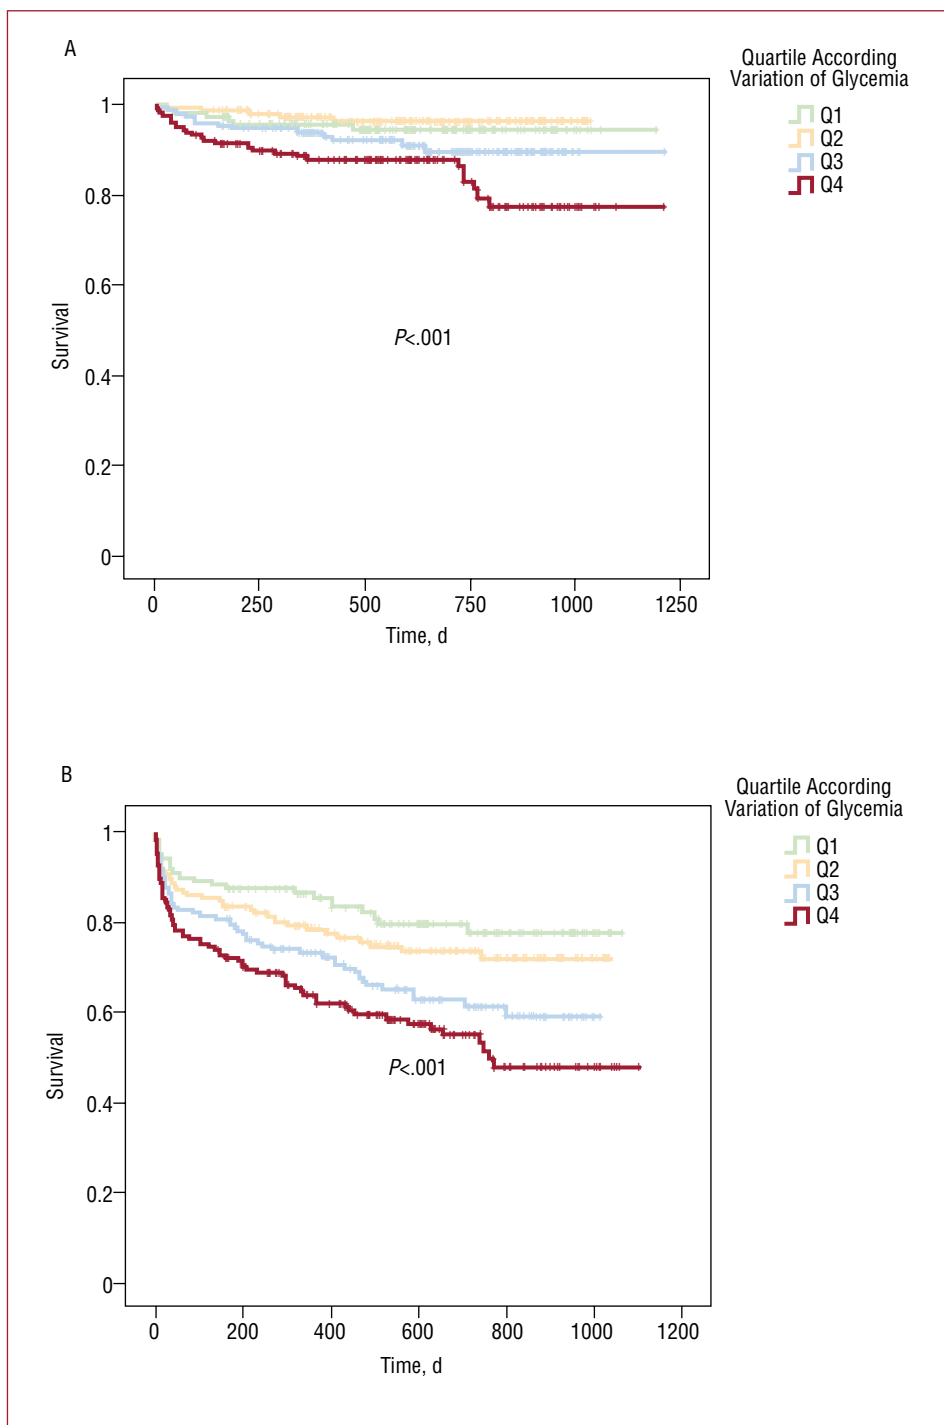 A
Quartile According
Variation of Glycemia
Q1
Q2
Q3
Q4
1
0.8
0.6
0.4
0.2
0
Survival
P<.001
0 250 500 750 1000 1250
Time, d
B
Quartile According
Variation of Glycemia
Q1
Q2
Q3
Q4
1
0.8
0.6
0.4
0.2
0
Survival
P<.001
0 200 400 600 800 1000 1200
Time, d